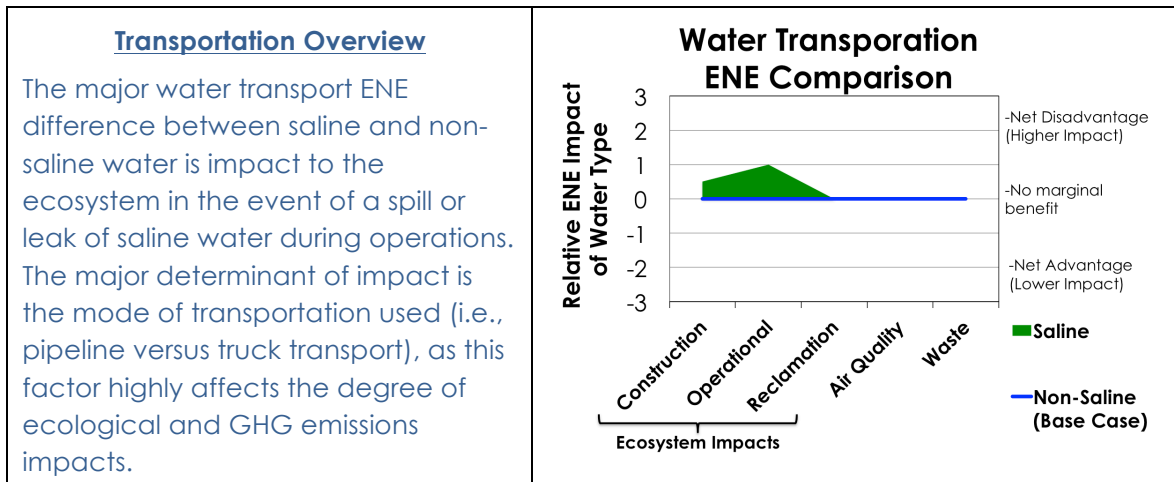 Transportation Overview
The major water transport ENE
difference between saline and non-
saline water is impact to the
ecosystem in the event of a spill or
leak of saline water during operations.
The major determinant of impact is
the mode of transportation used (i.e.,
pipeline versus truck transport), as this
factor highly affects the degree of
ecological and GHG emissions
impacts.
Water Transporation
ENE Comparison
Relative ENE Impact
of Water Type
3
2
1
0
-1
-2
-3
-Net Disadvantage
(Higher Impact)
-No marginal
benefit
-Net Advantage
(Lower Impact)
Construction
Operational
Reclamation
Air Quality
Waste
Ecosystem Impacts
Saline
Non-Saline
(Base Case)